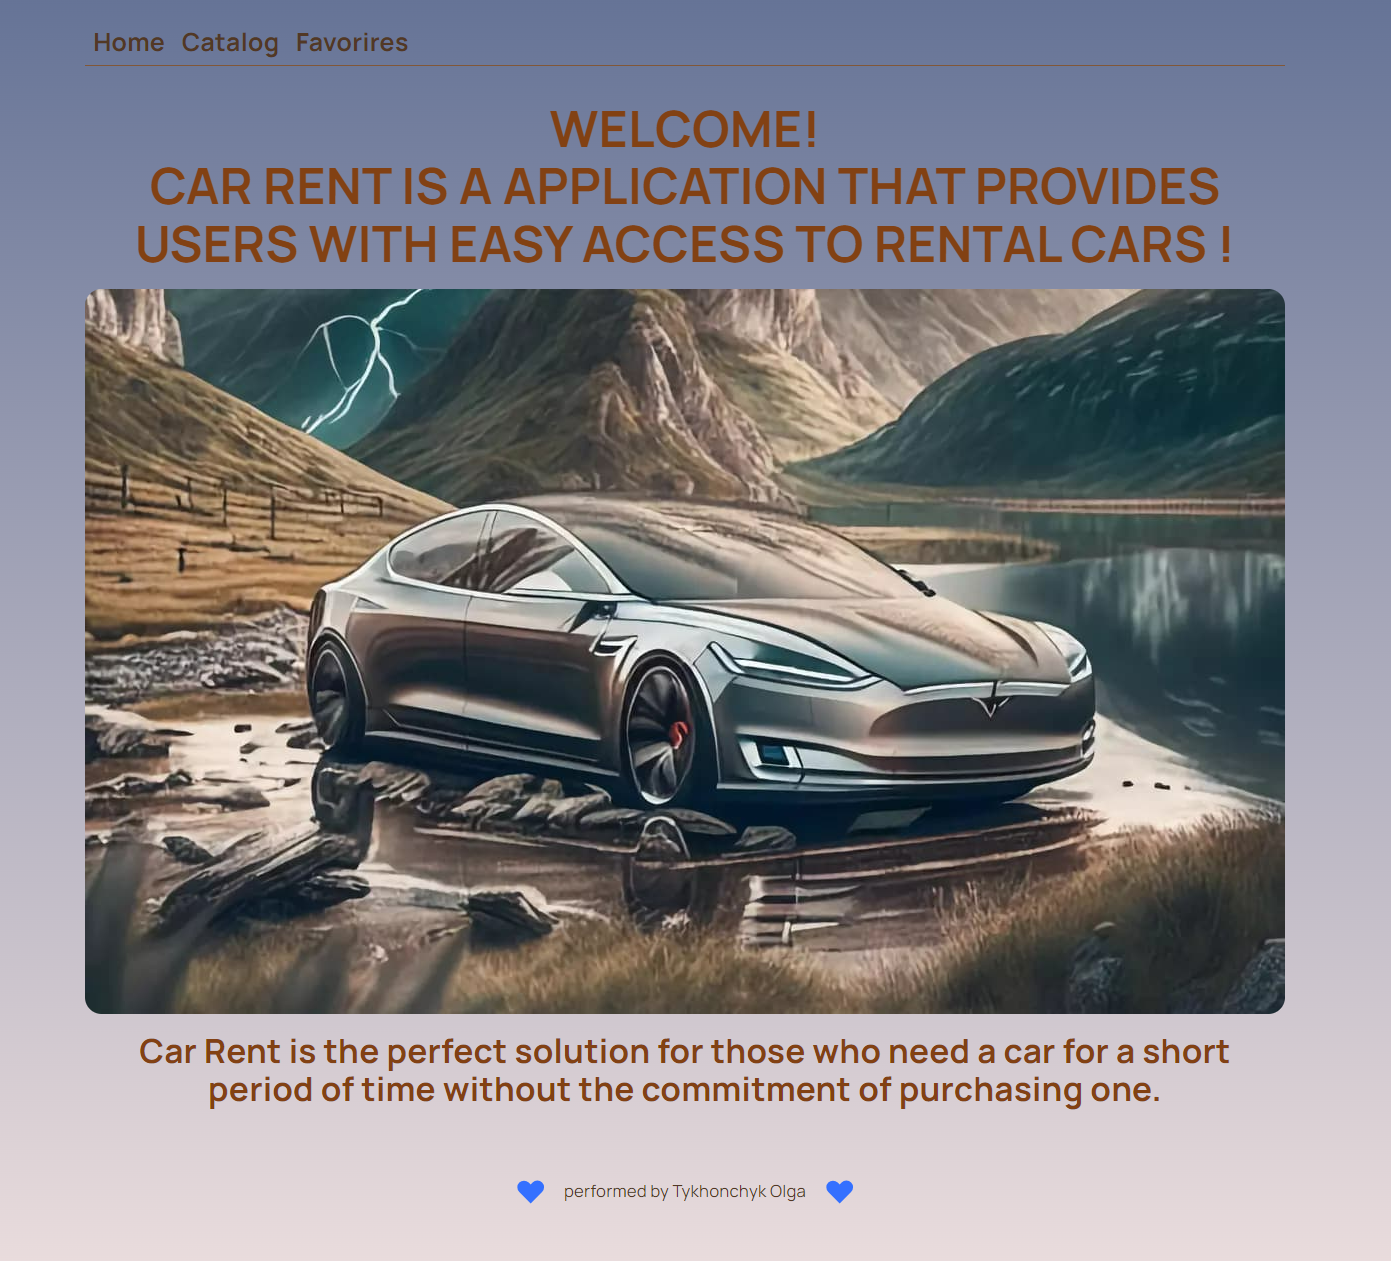 Home Catalog Favorires
WELCOME!
CAR RENT IS A APPLICATION THAT PROVIDES
USERS WITH EASY ACCESS TO RENTAL CARS !
Car Rent is the perfect solution for those who need a car for a short
period of time without the commitment of purchasing one.
performed by Tykhonchyk Olga